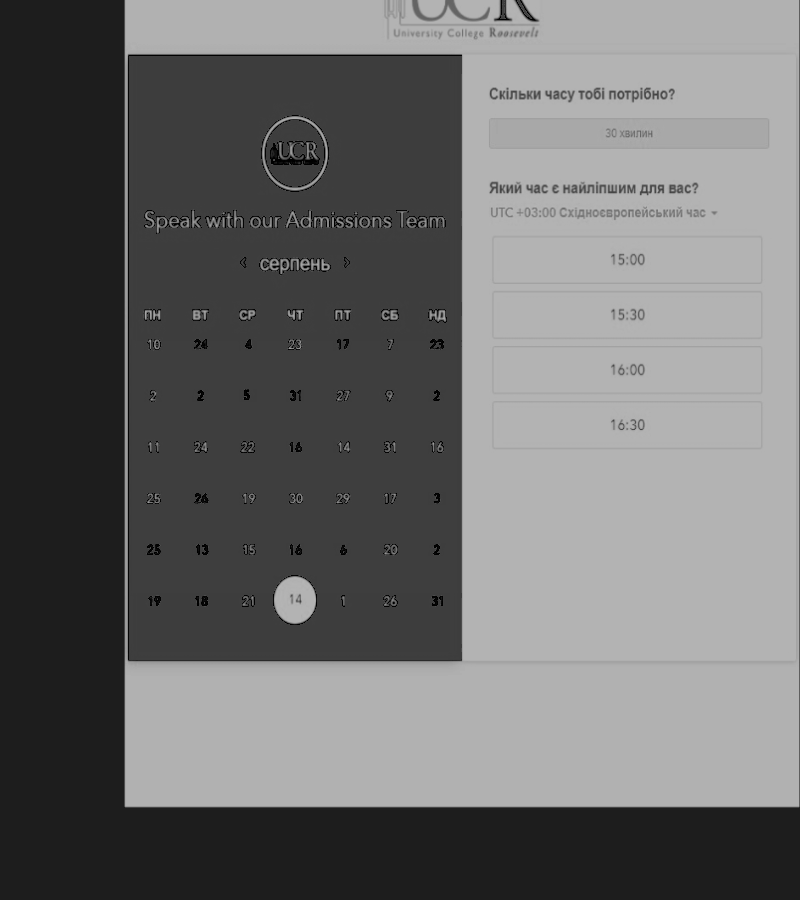 UCR
University College Roosevelt
UCR
Speak with our Admissions Team
серпень
ПН ВТ СР ЧТ ПТ СБ НД
10 24 4 23 17 7 23
2 2 5 31 27 9 2
11 24 22 16 14 31 16
25 26 19 30 29 17 3
25 13 15 16 6 20 2
19 18 21 14 1 26 31
Скільки часу тобі потрібно?
30 хвилин
Який час є найліпшим для вас?
UTC +03:00 Східноєвропейський час
15:00
15:30
16:00
16:30